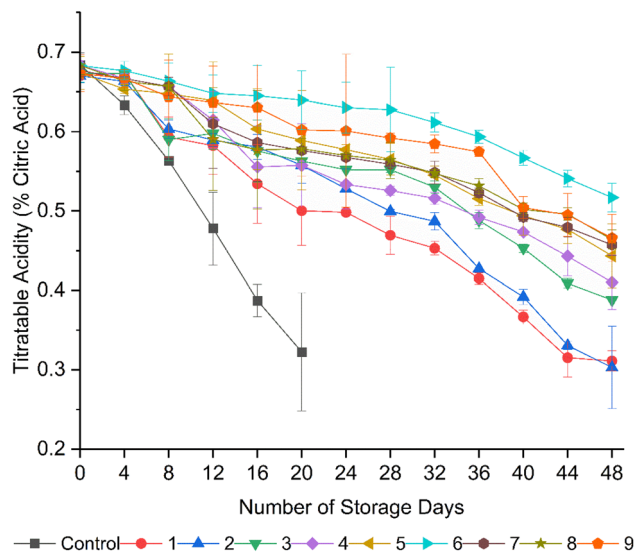 0.7
0.6
0.5
0.4
0.3
0.2
Titratable Acidity (% Citric Acid)
0 4 8 12 16 20 24 28 32 36 40 44 48
Number of Storage Days
Control 1 2 3 4 5 6 7 8 9